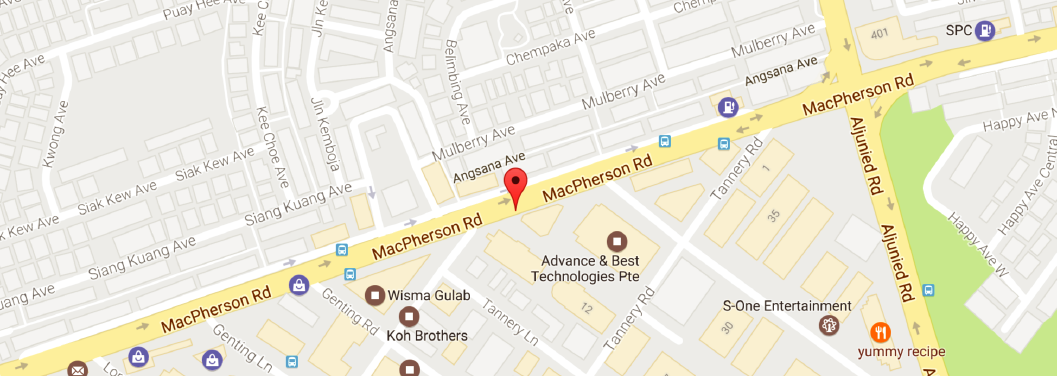 Puay Hee Ave
Kee Choe Ave
Jln Kemboja
Angsana
Belimbing Ave
Chempaka Ave
Chempaka
Mulberry Ave
401
SPC
Puay Hee Ave
Kwong Ave
Kee Choe Ave
Jln Kemboja
Mulberry Ave
Angsana Ave
MacPherson Rd
Siak Kew Ave
Mulberry Ave
Angsana Ave
Aljunied Rd
Happy Ave N
Siak Kew Ave
Siang Kuang Ave
MacPherson Rd
Tannery Rd
1
35
Happy Ave Central
Siang Kuang Ave
MacPherson Rd
Advance & Best
Technologies Pte
Aljunied Rd
Happy Ave W
MacPherson Rd
Genting Rd
Wisma Gulab
Koh Brothers
Tannery Ln
12
Tannery Rd
30
S-One Entertainment
yummy recipe
Genting Ln